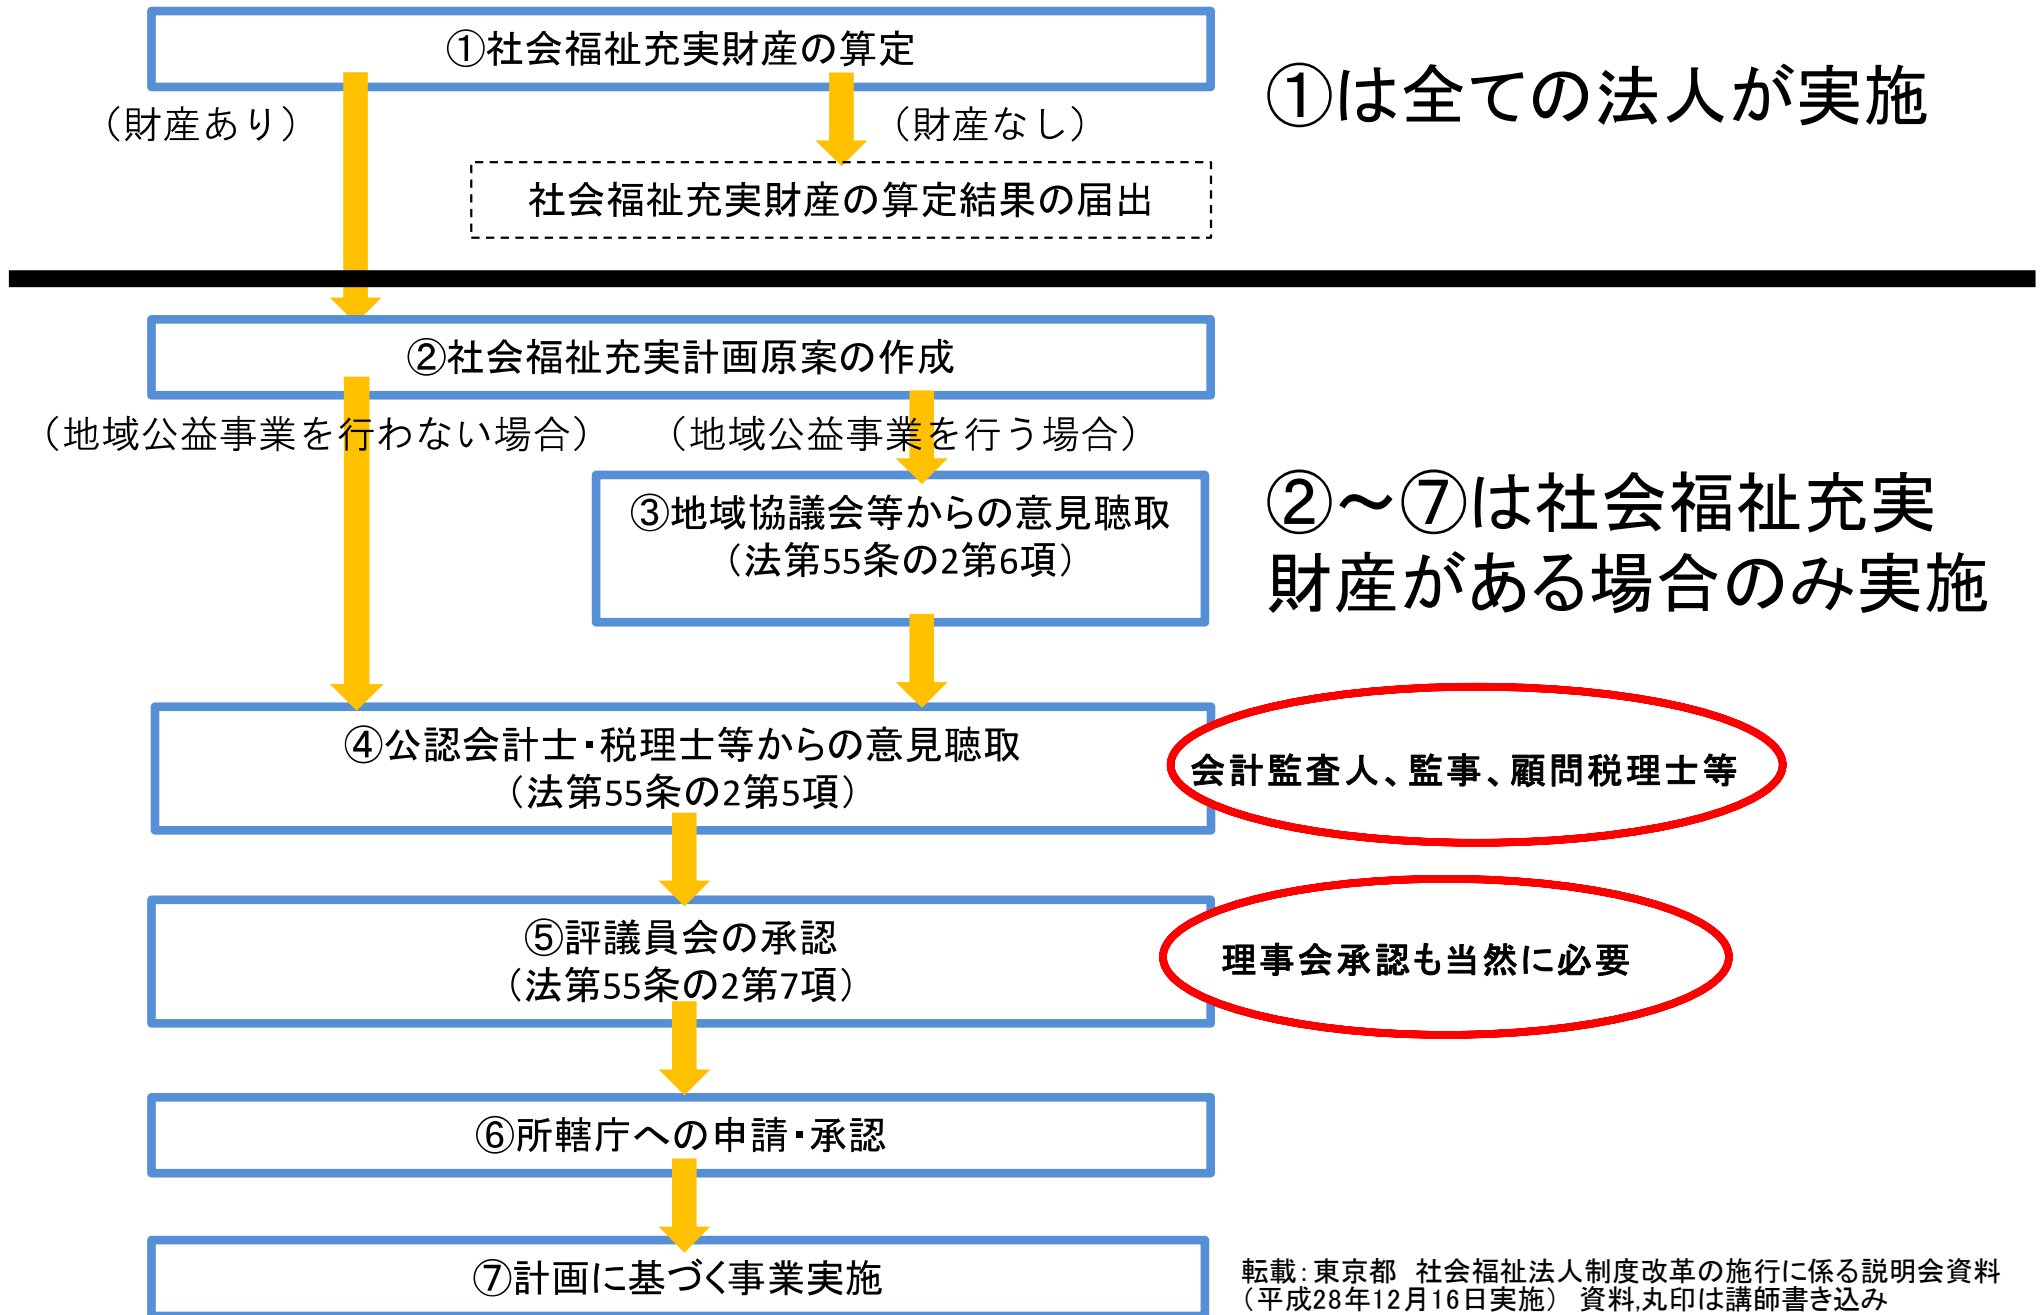 ①社会福祉充実財産の算定
①は全ての法人が実施
（財産あり）
（財産なし）
社会福祉充実財産の算定結果の届出
②社会福祉充実計画原案の作成
（地域公益事業を行わない場合）
（地域公益事業を行う場合）
③地域協議会等からの意見聴取
（法第55条の2第6項）
②～⑦は社会福祉充実
財産がある場合のみ実施
④公認会計士・税理士等からの意見聴取
（法第55条の2第5項）
会計監査人、監事、顧問税理士等
⑤評議員会の承認
（法第55条の2第7項）
理事会承認も当然に必要
⑥所轄庁への申請・承認
⑦計画に基づく事業実施
転載：東京都　社会福祉法人制度改革の施行に係る説明会資料
（平成28年12月16日実施）　資料,丸印は講師書き込み